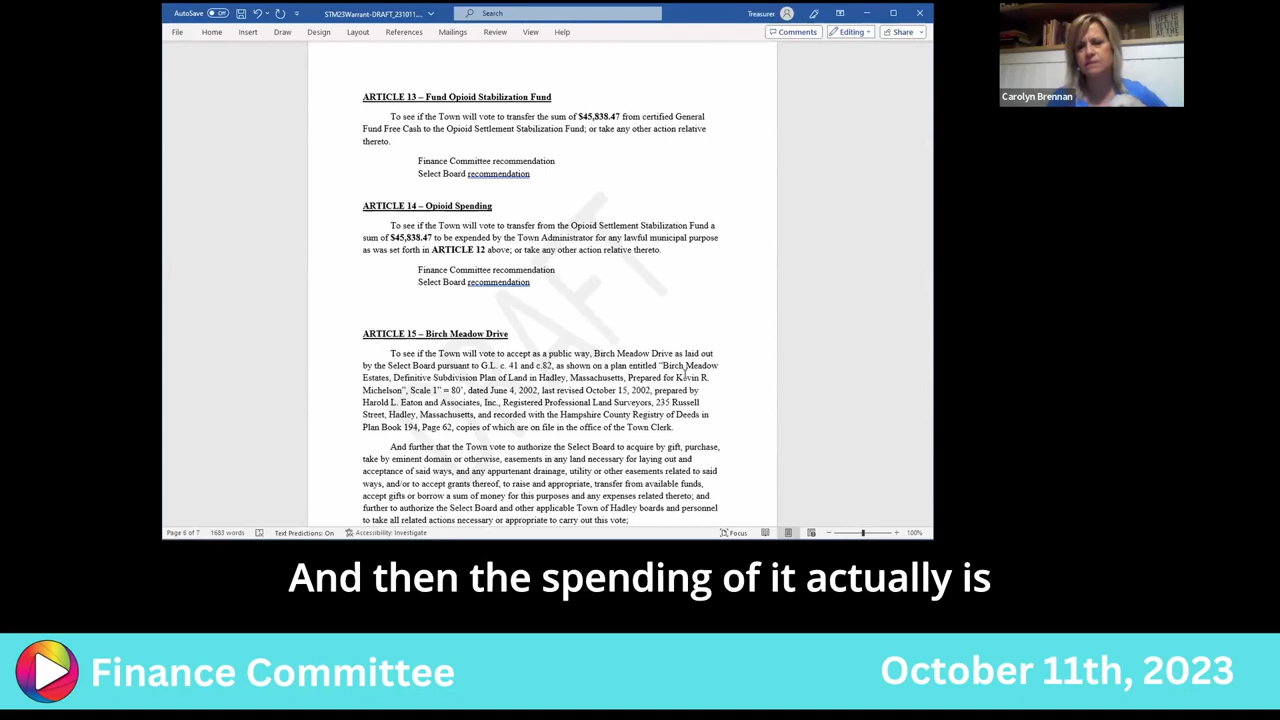 AutoSave Off STM23Warrant-DRAFT_231011... Search Treasurer
File Home Insert Draw Design Layout References Mailings Review View Help Comments Editing Share
ARTICLE 13 – Fund Opioid Stabilization Fund
To see if the Town will vote to transfer the sum of $45,838.47 from certified General
Fund Free Cash to the Opioid Settlement Stabilization Fund; or take any other action relative
thereto.
Finance Committee recommendation
Select Board recommendation
ARTICLE 14 – Opioid Spending
To see if the Town will vote to transfer from the Opioid Settlement Stabilization Fund a
sum of $45,838.47 to be expended by the Town Administrator for any lawful municipal purpose
as was set forth in ARTICLE 12 above; or take any other action relative thereto.
Finance Committee recommendation
Select Board recommendation
DRAFT
ARTICLE 15 – Birch Meadow Drive
To see if the Town will vote to accept as a public way, Birch Meadow Drive as laid out
by the Select Board pursuant to G.L. c. 41 and c.82, as shown on a plan entitled “Birch Meadow
Estates, Definitive Subdivision Plan of Land in Hadley, Massachusetts, Prepared for Kevin R.
Michelson”, Scale 1” = 80’, dated June 4, 2002, last revised October 15, 2002, prepared by
Harold L. Eaton and Associates, Inc., Registered Professional Land Surveyors, 235 Russell
Street, Hadley, Massachusetts, and recorded with the Hampshire County Registry of Deeds in
Plan Book 194, Page 62, copies of which are on file in the office of the Town Clerk.
And further that the Town vote to authorize the Select Board to acquire by gift, purchase,
take by eminent domain or otherwise, easements in any land necessary for laying out and
acceptance of said ways, and any appurtenant drainage, utility or other easements related to said
ways, and/or to accept grants thereof, to raise and appropriate, transfer from available funds,
accept gifts or borrow a sum of money for this purposes and any expenses related thereto; and
further to authorize the Select Board and other applicable Town of Hadley boards and personnel
to take all related actions necessary or appropriate to carry out this vote;
Page 6 of 7 1683 words Text Predictions: On Accessibility: Investigate Focus 100%
Carolyn Brennan
And then the spending of it actually is
Finance Committee
October 11th, 2023